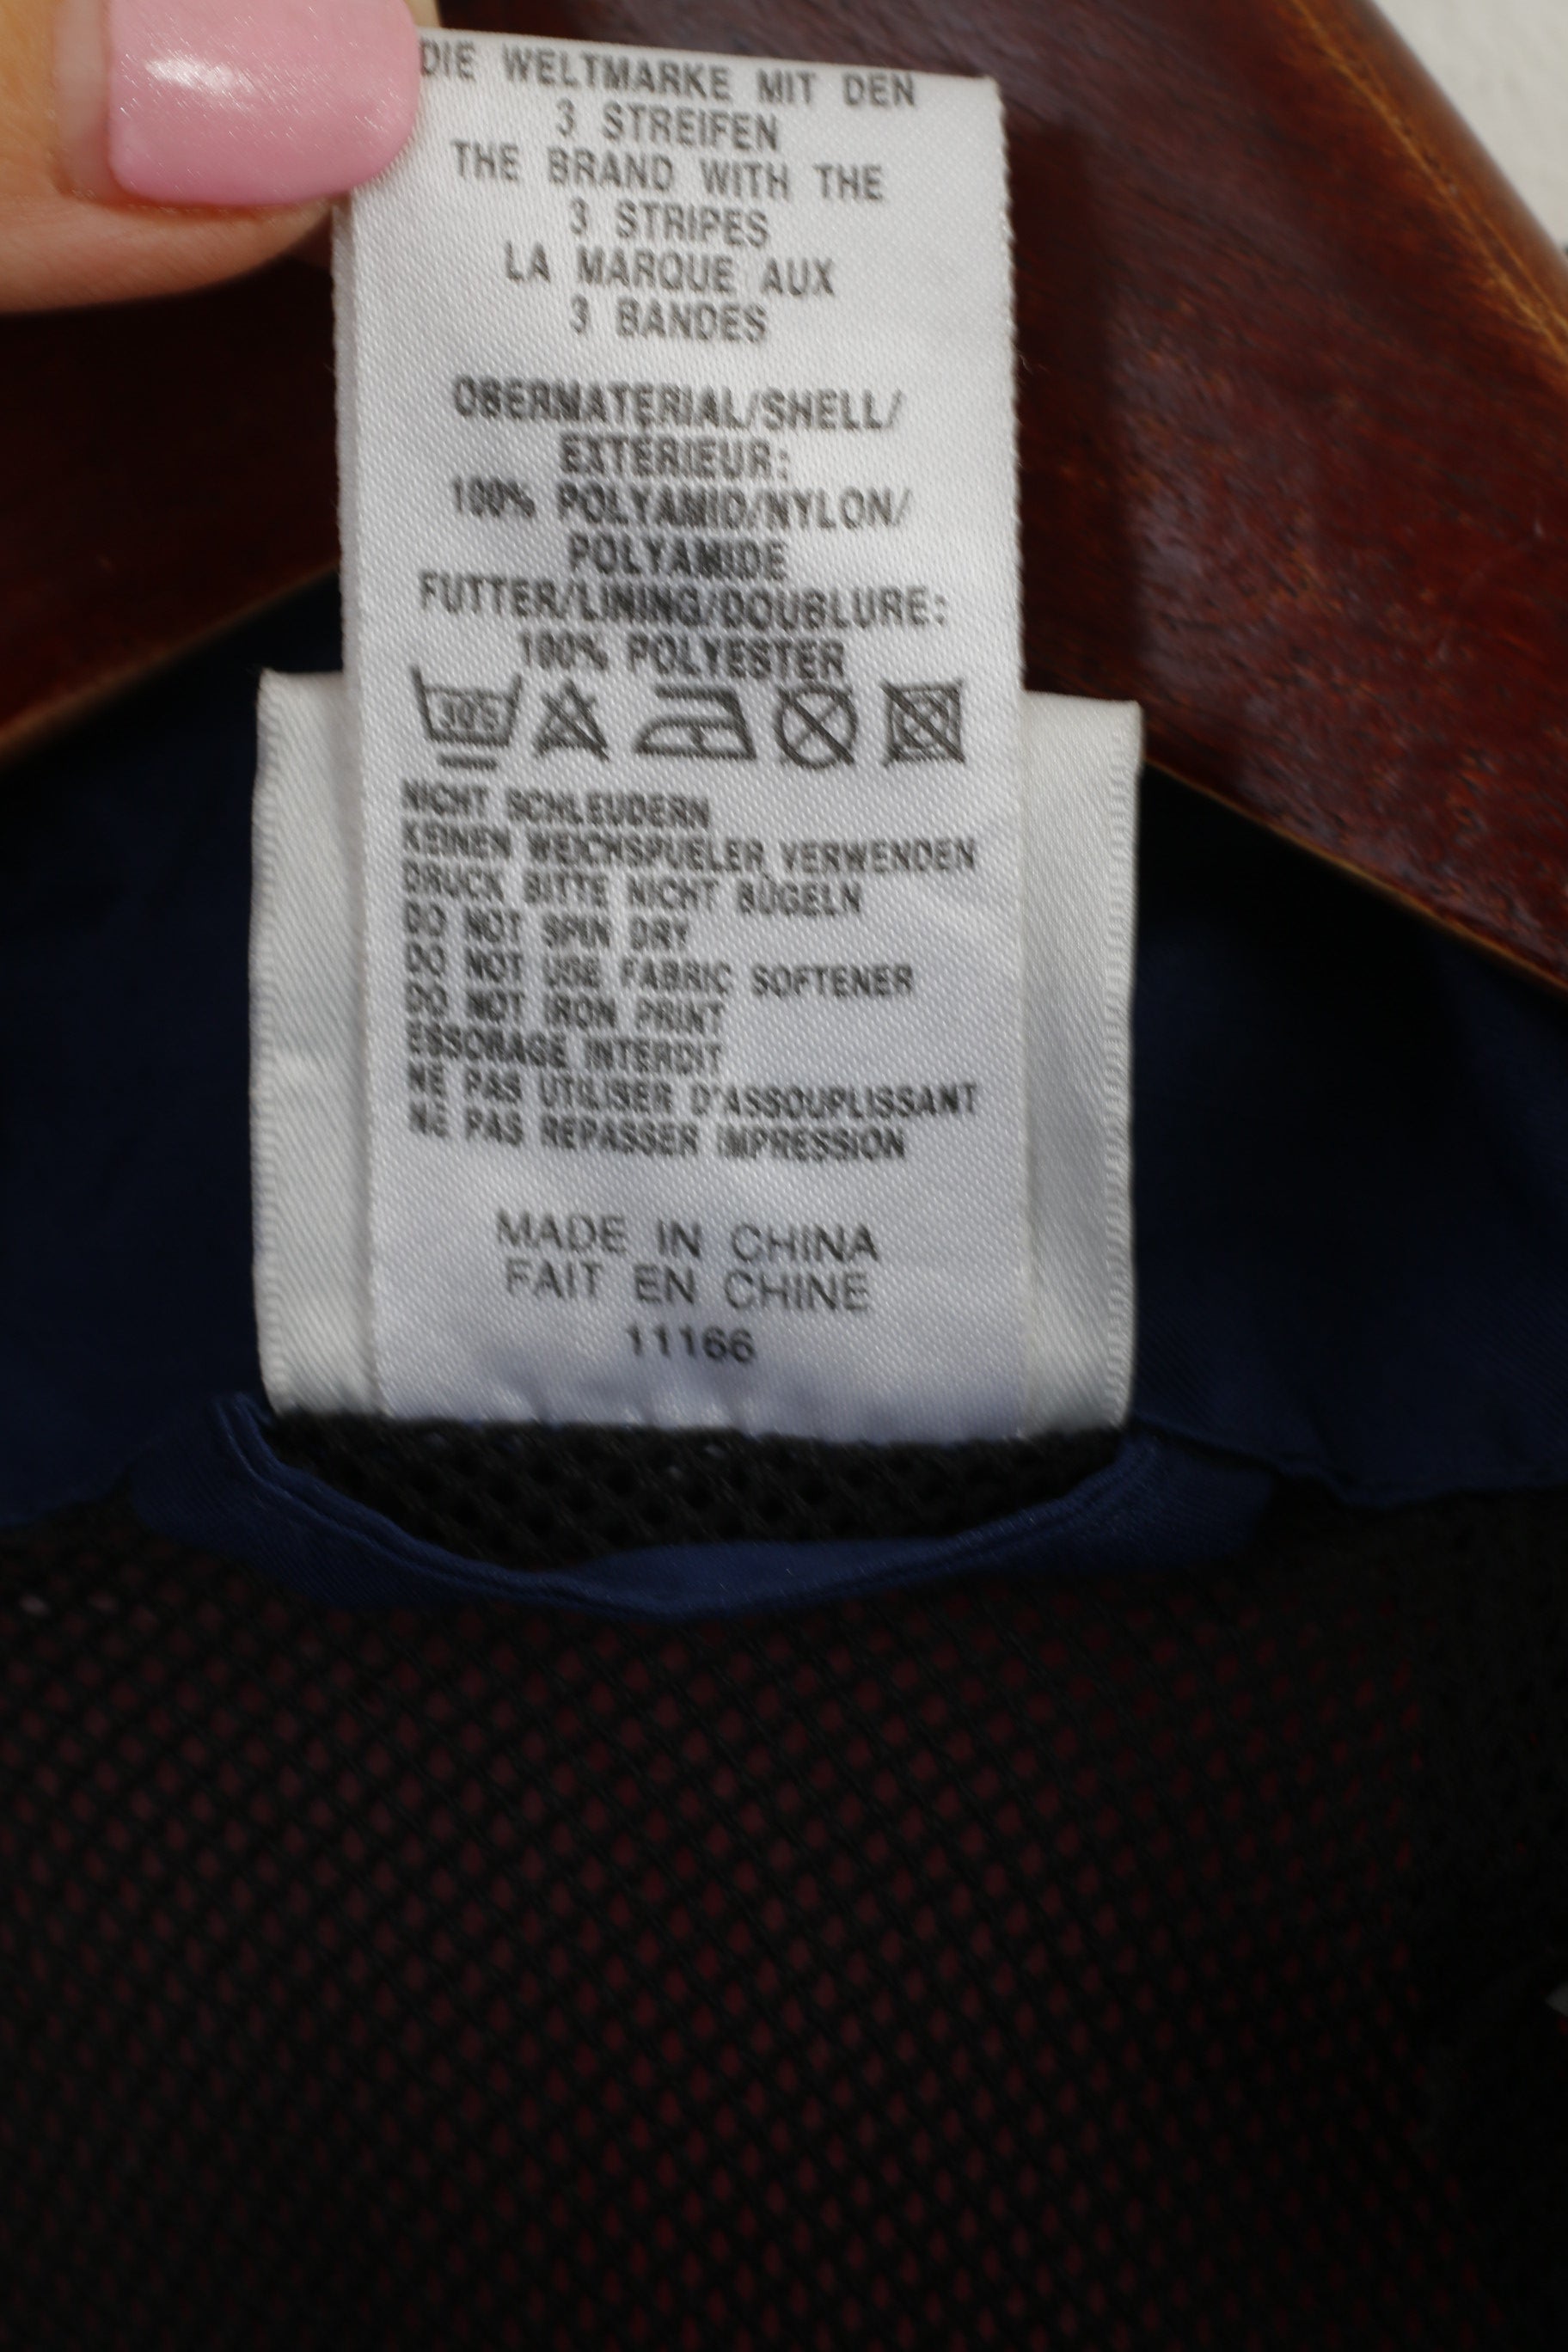 DIE WELTMARKE MIT DEN
3 STREIFEN
THE BRAND WITH THE
3 STRIPES
LA MARQUE AUX
3 BANDES
OBERMATERIAL/SHELL/
EXTÉRIEUR:
100% POLYAMID/NYLON/
POLYAMIDE
FUTTER/LINING/DOUBLURE:
100% POLYESTER
30°C
NICHT SCHLEUDERN
KEINEN WEICHSPUELER VERWENDEN
DRUCK BITTE NICHT BÜGELN
DO NOT SPIN DRY
DO NOT USE FABRIC SOFTENER
DO NOT IRON PRINT
ESSORAGE INTERDIT
NE PAS UTILISER D'ASSOUPLISSANT
NE PAS REPASSER IMPRESSION
MADE IN CHINA
FAIT EN CHINE
11166